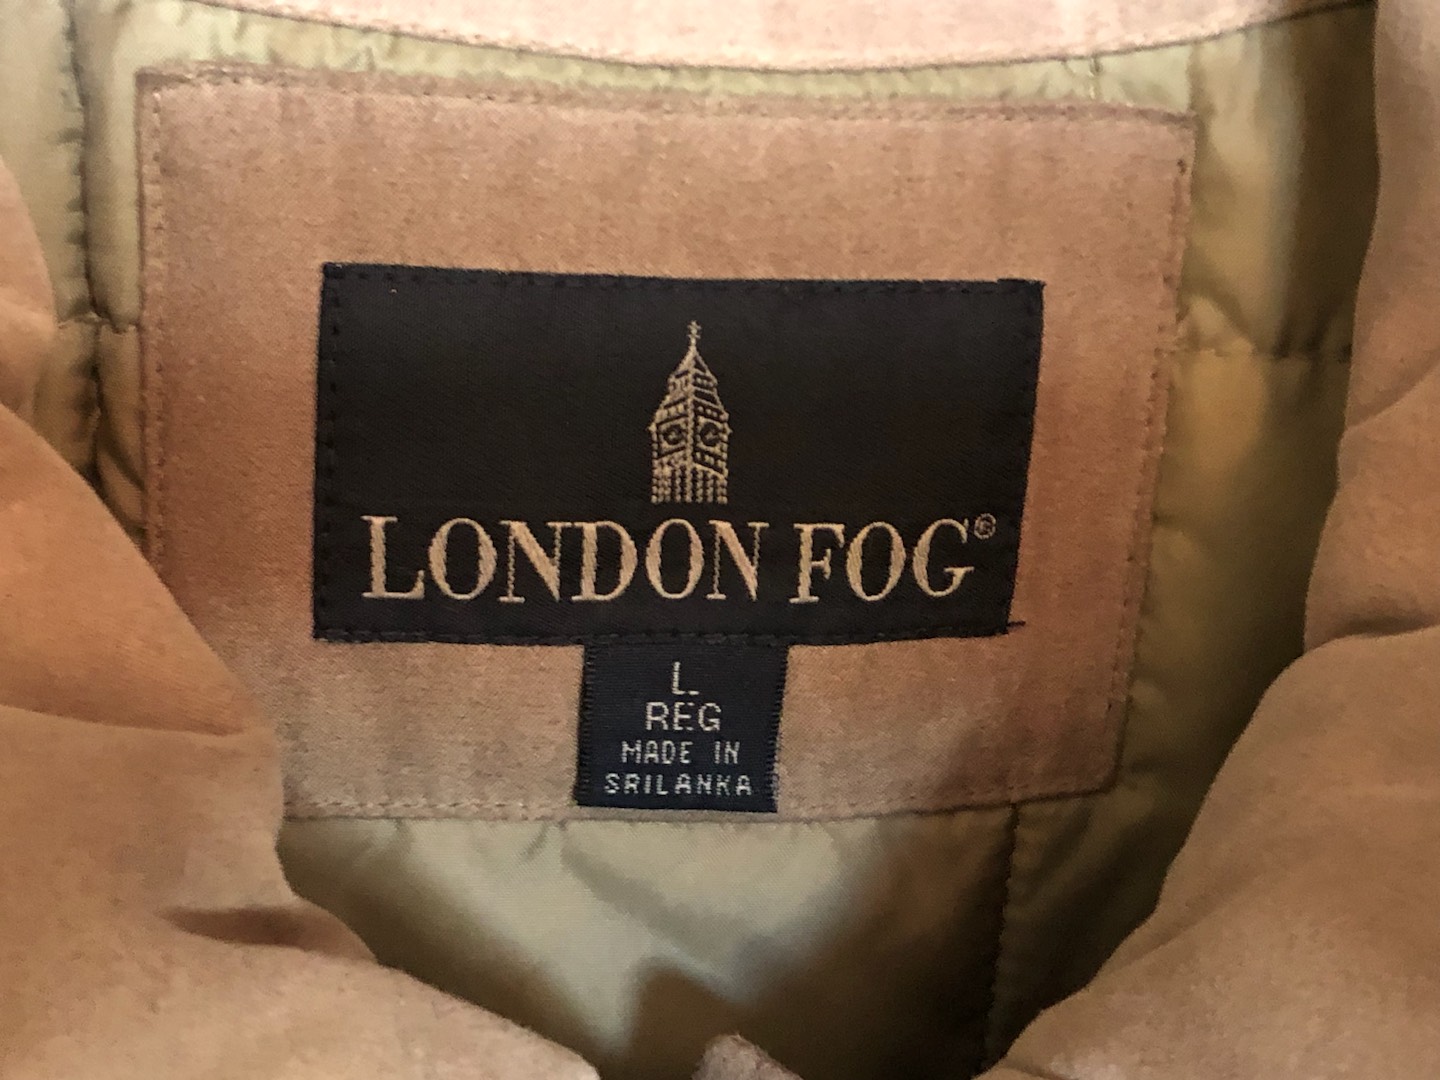 LONDON FOG®
L
REG
MADE IN
SRILANKA